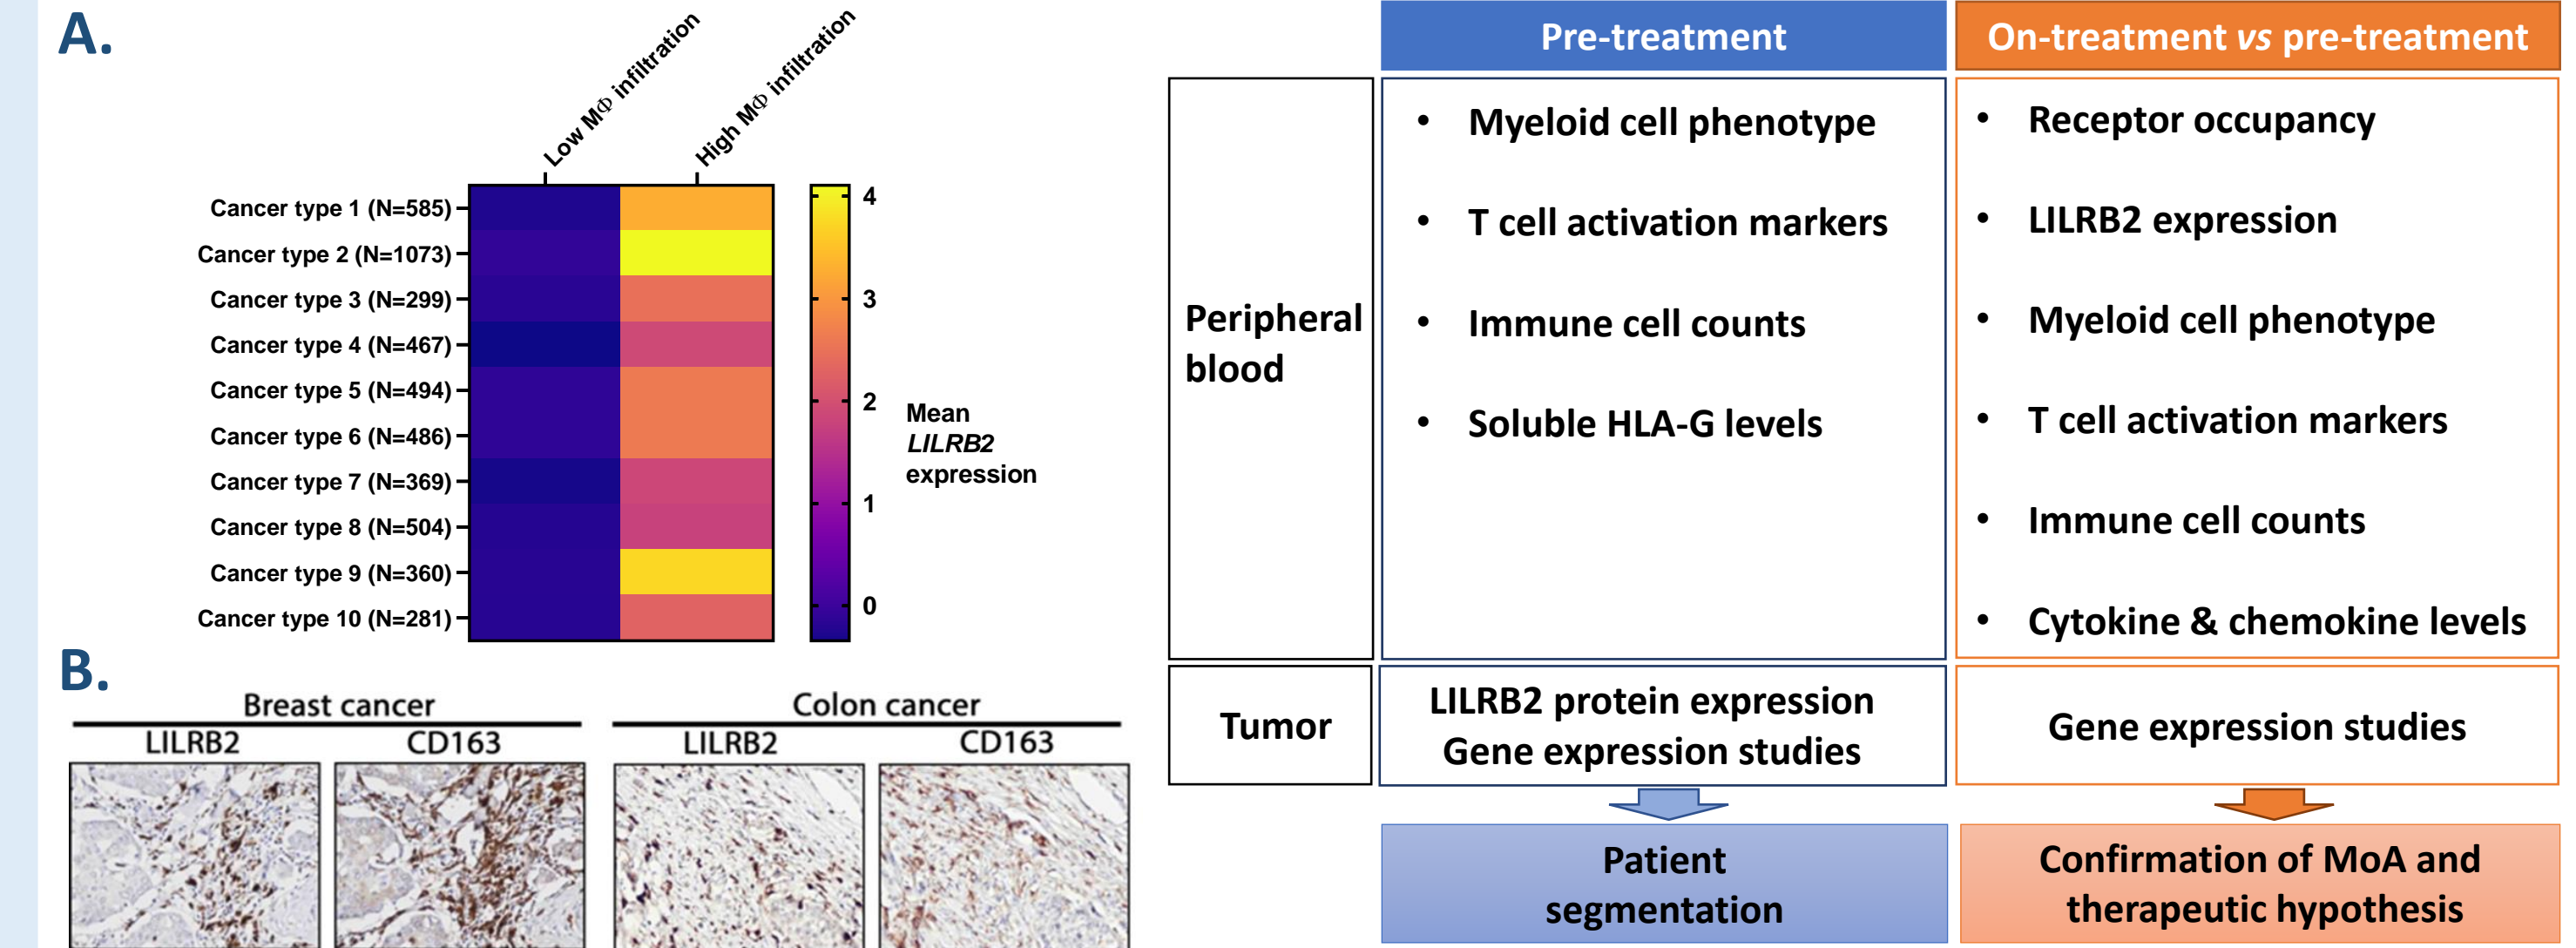 A.
Low MΦ infiltration
High MΦ infiltration
Cancer type 1 (N=585)
Cancer type 2 (N=1073)
Cancer type 3 (N=299)
Cancer type 4 (N=467)
Cancer type 5 (N=494)
Cancer type 6 (N=486)
Cancer type 7 (N=369)
Cancer type 8 (N=504)
Cancer type 9 (N=360)
Cancer type 10 (N=281)
4
3
2
1
0
Mean
LILRB2
expression
B.
Breast cancer
LILRB2
CD163
Colon cancer
LILRB2
CD163
Pre-treatment
On-treatment vs pre-treatment
Peripheral
blood
• Myeloid cell phenotype
• T cell activation markers
• Immune cell counts
• Soluble HLA-G levels
• Receptor occupancy
• LILRB2 expression
• Myeloid cell phenotype
• T cell activation markers
• Immune cell counts
• Cytokine & chemokine levels
Tumor
LILRB2 protein expression
Gene expression studies
Gene expression studies
Patient
segmentation
Confirmation of MoA and
therapeutic hypothesis